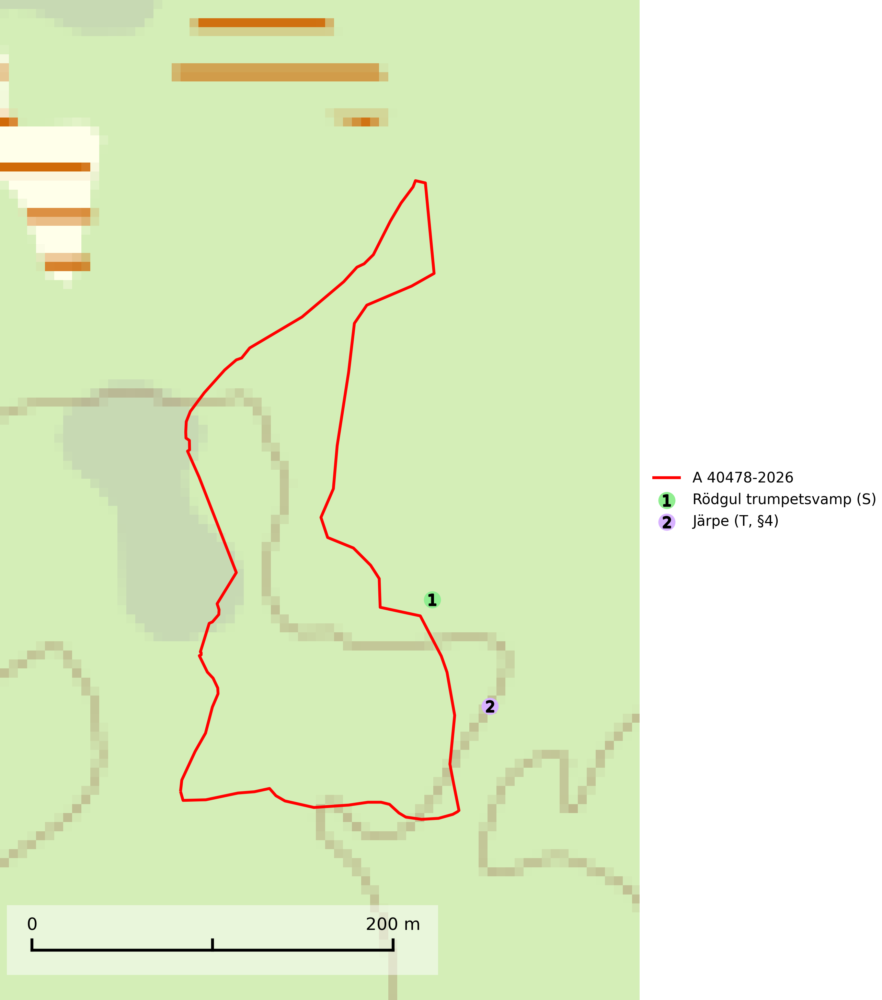 A 40478-2026
1 Rödgul trumpetsvamp (S)
2 Järpe (T, §4)
1
2
0 200 m